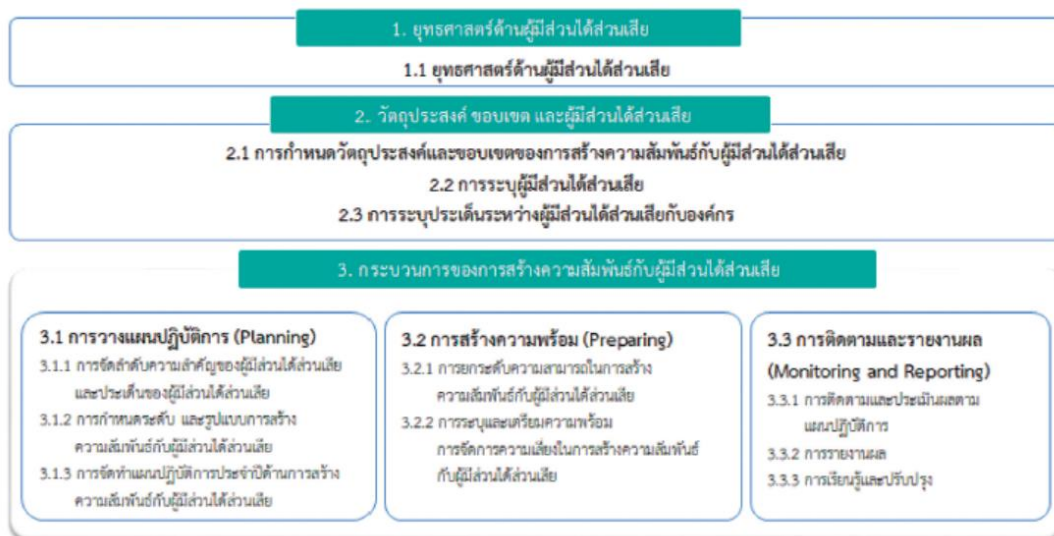 1. ยุทธศาสตร์ด้านผู้มีส่วนได้ส่วนเสีย
1.1 ยุทธศาสตร์ด้านผู้มีส่วนได้ส่วนเสีย
2. วัตถุประสงค์ ขอบเขต และผู้มีส่วนได้ส่วนเสีย
2.1 การกำหนดวัตถุประสงค์และขอบเขตของการสร้างความสัมพันธ์กับผู้มีส่วนได้ส่วนเสีย
2.2 การระบุผู้มีส่วนได้ส่วนเสีย
2.3 การระบุประเด็นระหว่างผู้มีส่วนได้ส่วนเสียกับองค์กร
3. กระบวนการของการสร้างความสัมพันธ์กับผู้มีส่วนได้ส่วนเสีย
3.1 การวางแผนปฏิบัติการ (Planning)
3.1.1 การจัดลำดับความสำคัญของผู้มีส่วนได้ส่วนเสีย
และประเด็นของผู้มีส่วนได้ส่วนเสีย
3.1.2 การกำหนดระดับ และรูปแบบการสร้าง
ความสัมพันธ์กับผู้มีส่วนได้ส่วนเสีย
3.1.3 การจัดทำแผนปฏิบัติการประจำปีด้านการสร้าง
ความสัมพันธ์กับผู้มีส่วนได้ส่วนเสีย
3.2 การสร้างความพร้อม (Preparing)
3.2.1 การยกระดับความสามารถในการสร้าง
ความสัมพันธ์กับผู้มีส่วนได้ส่วนเสีย
3.2.2 การระบุและเตรียมความพร้อม
การจัดการความเสี่ยงในการสร้างความสัมพันธ์
กับผู้มีส่วนได้ส่วนเสีย
3.3 การติดตามและรายงานผล
(Monitoring and Reporting)
3.3.1 การติดตามและประเมินผลตาม
แผนปฏิบัติการ
3.3.2 การรายงานผล
3.3.3 การเรียนรู้และปรับปรุง